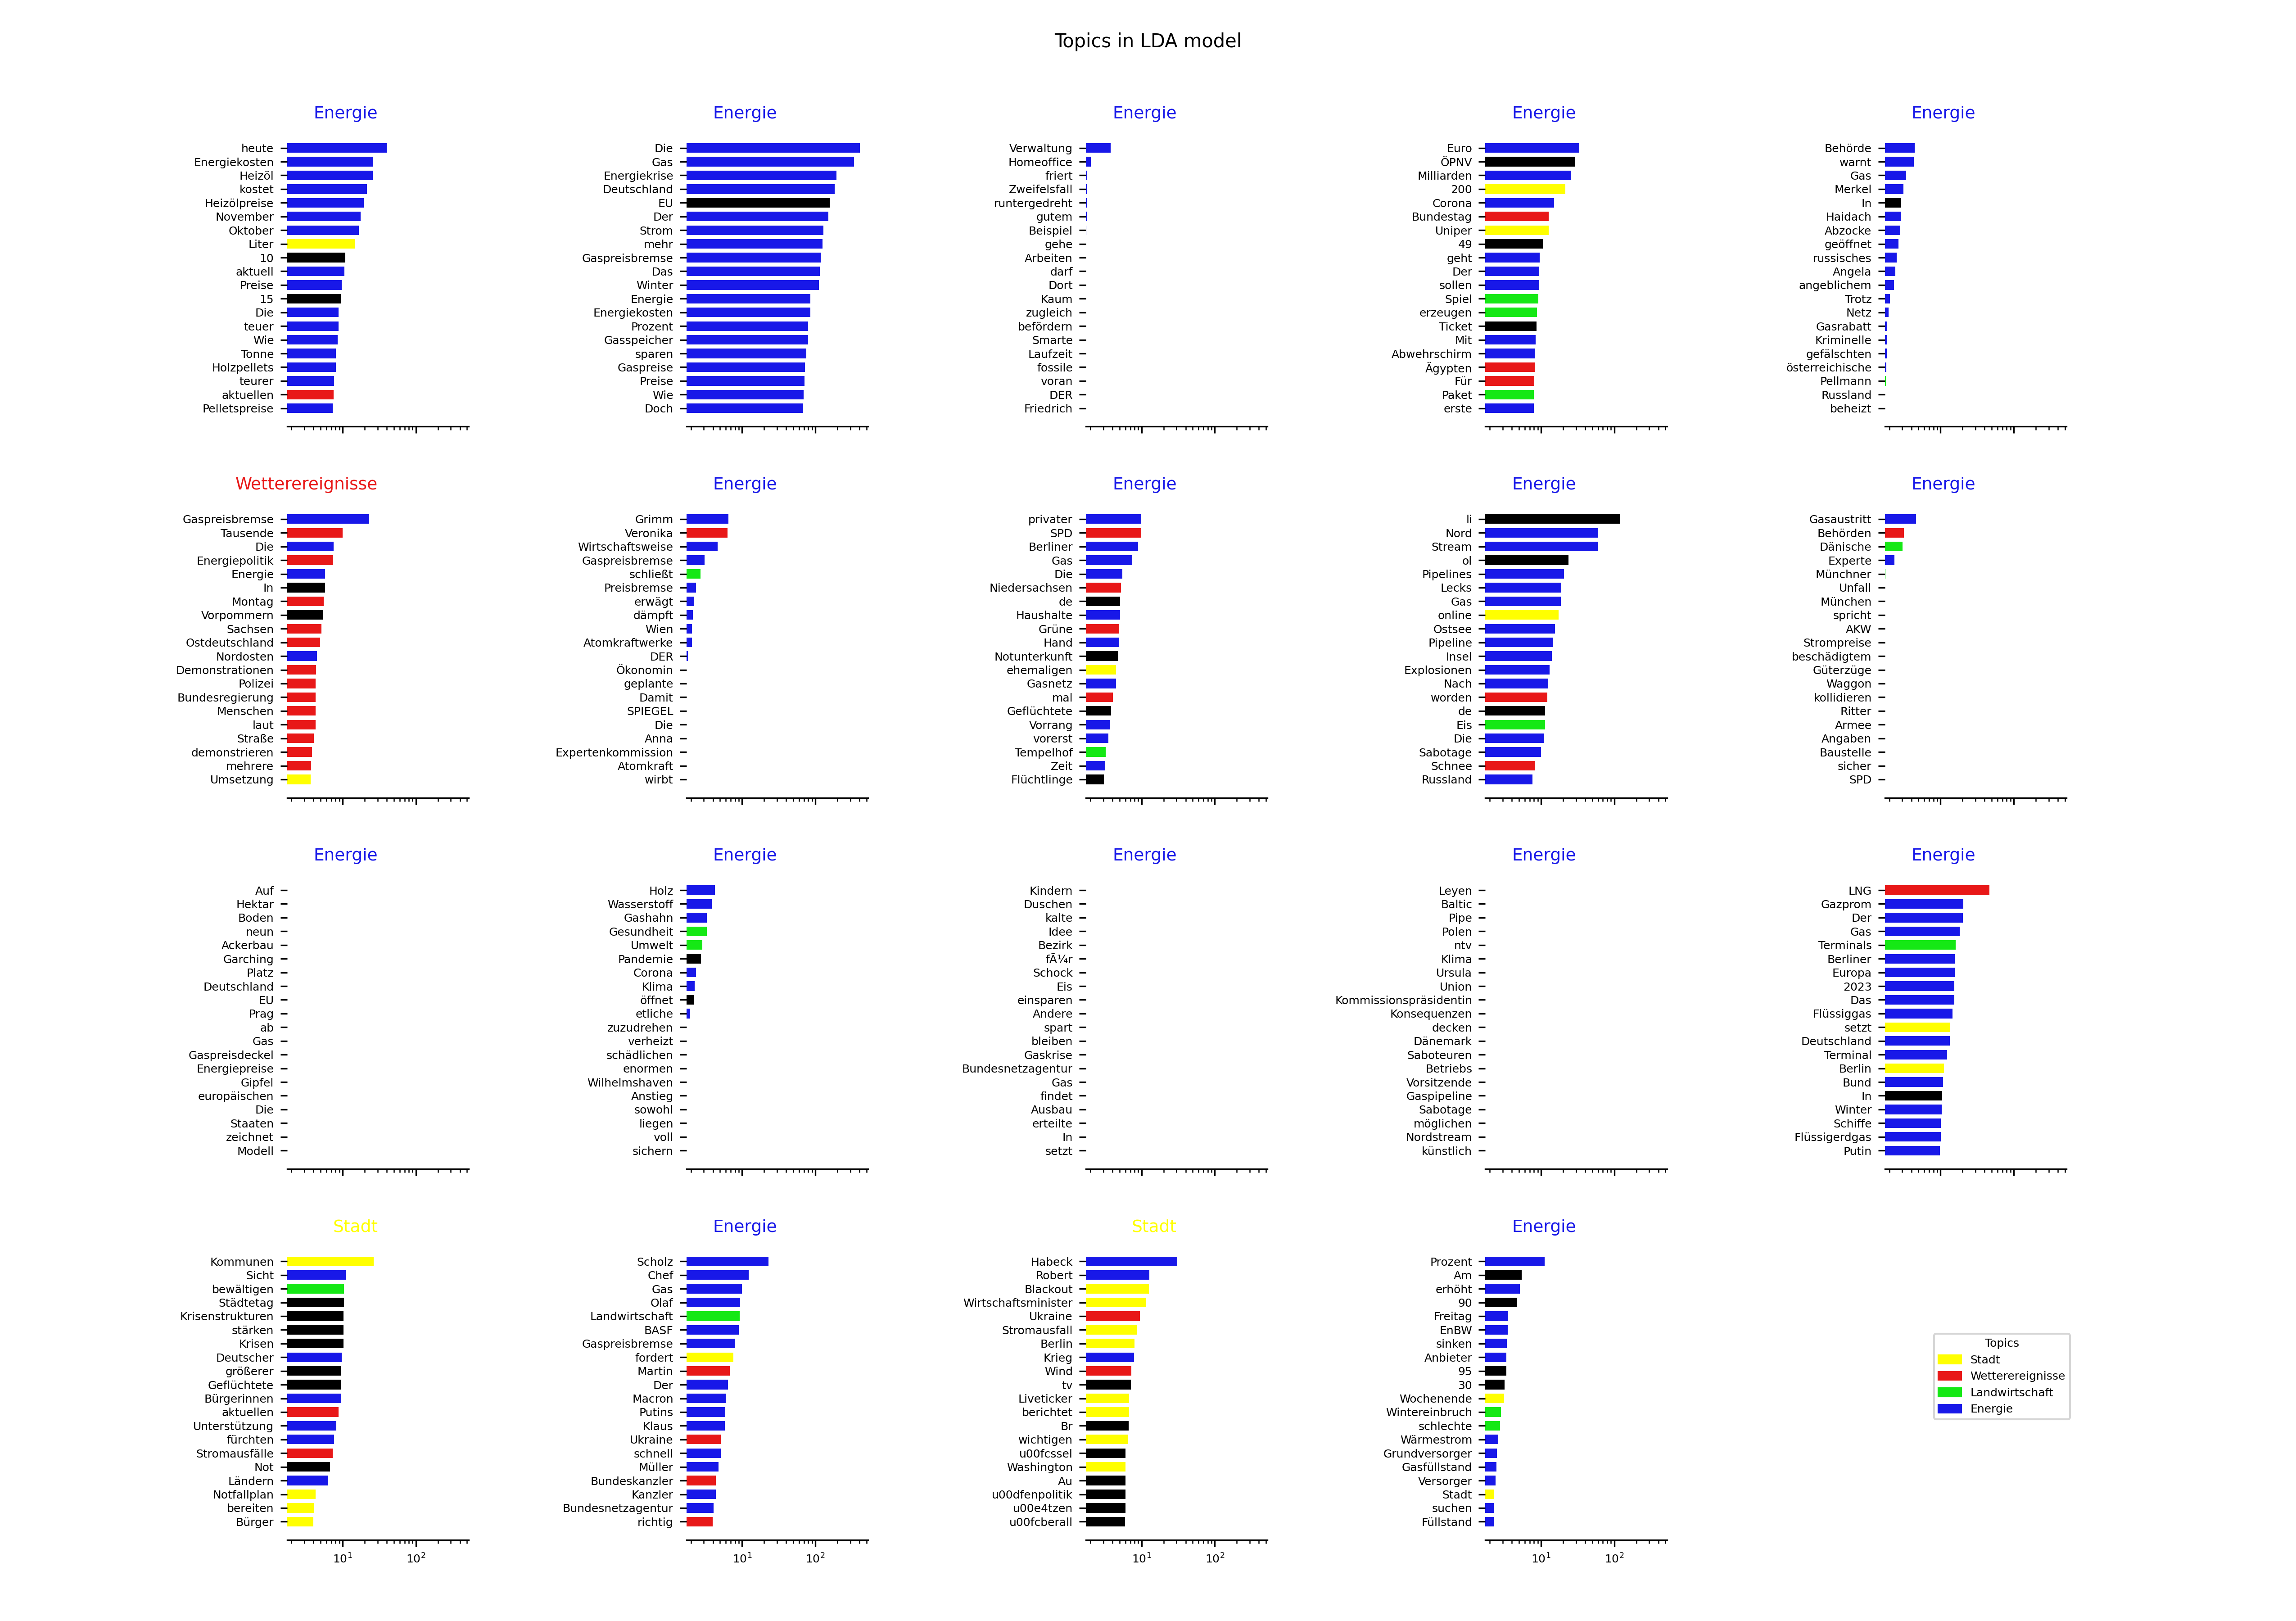 Topics in LDA model
Energie
heute
Energiekosten
Heizöl
kostet
Heizölpreise
November
Oktober
Liter
10
aktuell
Preise
15
Die
teuer
Wie
Tonne
Holzpellets
teurer
aktuellen
Pelletspreise
Energie
Die
Gas
Energiekrise
Deutschland
EU
Der
Strom
mehr
Gaspreisbremse
Das
Winter
Energie
Energiekosten
Prozent
Gasspeicher
sparen
Gaspreise
Preise
Wie
Doch
Energie
Verwaltung
Homeoffice
friert
Zweifelsfall
runtergedreht
gutem
Beispiel
gehe
Arbeiten
darf
Dort
Kaum
zugleich
befördern
Smarte
Laufzeit
fossile
voran
DER
Friedrich
Energie
Euro
ÖPNV
Milliarden
200
Corona
Bundestag
Uniper
49
geht
Der
sollen
Spiel
erzeugen
Ticket
Mit
Abwehrschirm
Ägypten
Für
Paket
erste
Energie
Behörde
warnt
Gas
Merkel
In
Haidach
Abzocke
geöffnet
russisches
Angela
angeblichem
Trotz
Netz
Gasrabatt
Kriminelle
gefälschten
österreichische
Pellmann
Russland
beheizt
Wetterereignisse
Gaspreisbremse
Tausende
Die
Energiepolitik
Energie
In
Montag
Vorpommern
Sachsen
Ostdeutschland
Nordosten
Demonstrationen
Polizei
Bundesregierung
Menschen
laut
Straße
demonstrieren
mehrere
Umsetzung
Energie
Grimm
Veronika
Wirtschaftsweise
Gaspreisbremse
schließt
Preisbremse
erwägt
dämpft
Wien
Atomkraftwerke
DER
Ökonomin
geplante
Damit
SPIEGEL
Die
Anna
Expertenkommission
Atomkraft
wirbt
Energie
privater
SPD
Berliner
Gas
Die
Niedersachsen
de
Haushalte
Grüne
Hand
Notunterkunft
ehemaligen
Gasnetz
mal
Geflüchtete
Vorrang
vorerst
Tempelhof
Zeit
Flüchtlinge
Energie
li
Nord
Stream
ol
Pipelines
Lecks
Gas
online
Ostsee
Pipeline
Insel
Explosionen
Nach
worden
de
Eis
Die
Sabotage
Schnee
Russland
Energie
Gasaustritt
Behörden
Dänische
Experte
Münchner
Unfall
München
spricht
AKW
Strompreise
beschädigtem
Güterzüge
Waggon
kollidieren
Ritter
Armee
Angaben
Baustelle
sicher
SPD
Energie
Auf
Hektar
Boden
neun
Ackerbau
Garching
Platz
Deutschland
EU
Prag
ab
Gas
Gaspreisdeckel
Energiepreise
Gipfel
europäischen
Die
Staaten
zeichnet
Modell
Energie
Holz
Wasserstoff
Gashahn
Gesundheit
Umwelt
Pandemie
Corona
Klima
öffnet
etliche
zuzudrehen
verheizt
schädlichen
enormen
Wilhelmshaven
Anstieg
sowohl
liegen
voll
sichern
Energie
Kindern
Duschen
kalte
Idee
Bezirk
fÃ¼r
Schock
Eis
einsparen
Andere
spart
bleiben
Gaskrise
Bundesnetzagentur
Gas
findet
Ausbau
erteilte
In
setzt
Energie
Leyen
Baltic
Pipe
Polen
ntv
Klima
Ursula
Union
Kommissionspräsidentin
Konsequenzen
decken
Dänemark
Saboteuren
Betriebs
Vorsitzende
Gaspipeline
Sabotage
möglichen
Nordstream
künstlich
Energie
LNG
Gazprom
Der
Gas
Terminals
Berliner
Europa
2023
Das
Flüssiggas
setzt
Deutschland
Terminal
Berlin
Bund
In
Winter
Schiffe
Flüssigerdgas
Putin
Stadt
Kommunen
Sicht
bewältigen
Städtetag
Krisenstrukturen
stärken
Krisen
Deutscher
größerer
Geflüchtete
Bürgerinnen
aktuellen
Unterstützung
fürchten
Stromausfälle
Not
Ländern
Notfallplan
bereiten
Bürger
10¹ 10²
Energie
Scholz
Chef
Gas
Olaf
Landwirtschaft
BASF
Gaspreisbremse
fordert
Martin
Der
Macron
Putins
Klaus
Ukraine
schnell
Müller
Bundeskanzler
Kanzler
Bundesnetzagentur
richtig
10¹ 10²
Stadt
Habeck
Robert
Blackout
Wirtschaftsminister
Ukraine
Stromausfall
Berlin
Krieg
Wind
tv
Liveticker
berichtet
Br
wichtigen
u00fcssel
Washington
Au
u00dfenpolitik
u00e4tzen
u00fcberall
10¹ 10²
Energie
Prozent
Am
erhöht
90
Freitag
EnBW
sinken
Anbieter
95
30
Wochenende
Wintereinbruch
schlechte
Wärmestrom
Grundversorger
Gasfüllstand
Versorger
Stadt
suchen
Füllstand
10¹ 10²
Topics
Stadt
Wetterereignisse
Landwirtschaft
Energie